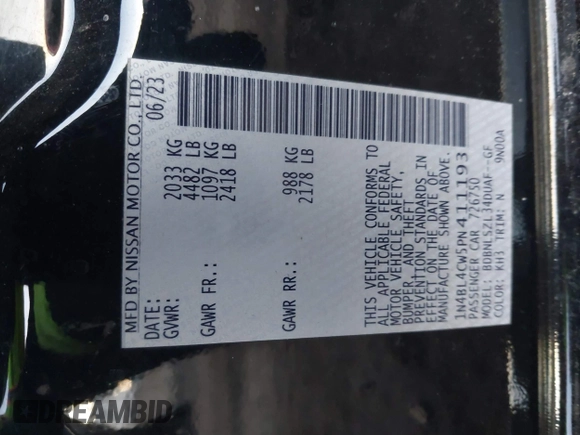 MFD BY NISSAN MOTOR CO., LTD.
DATE: 06/23
GVWR: 2033 KG
4482 LB
GAWR FR: 1097 KG
2418 LB
GAWR RR: 988 KG
2178 LB
THIS VEHICLE CONFORMS TO
ALL APPLICABLE FEDERAL
MOTOR VEHICLE SAFETY,
BUMPER, AND THEFT
PREVENTION STANDARDS IN
EFFECT ON THE DATE OF
MANUFACTURE SHOWN ABOVE.
1N4BL4CW5PN411193
PASSENGER CAR 226750
MODEL: BDBNLSZL34DUAF--GF
COLOR: KH3 TRIM: N 9N00A
DREAMBID